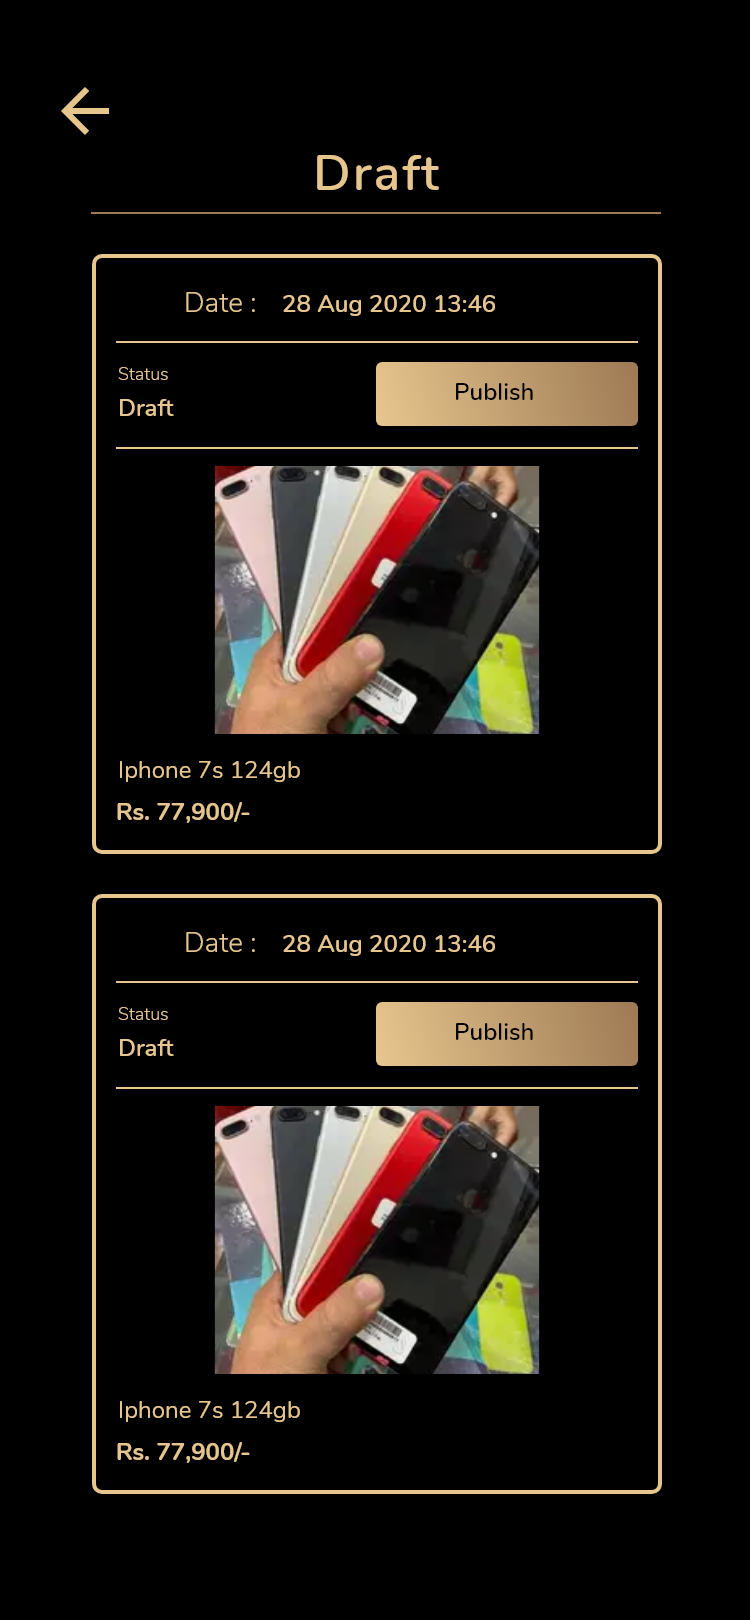 Draft
Date : 28 Aug 2020 13:46
Status
Draft
Publish
Iphone 7s 124gb
Rs. 77,900/-
Date : 28 Aug 2020 13:46
Status
Draft
Publish
Iphone 7s 124gb
Rs. 77,900/-